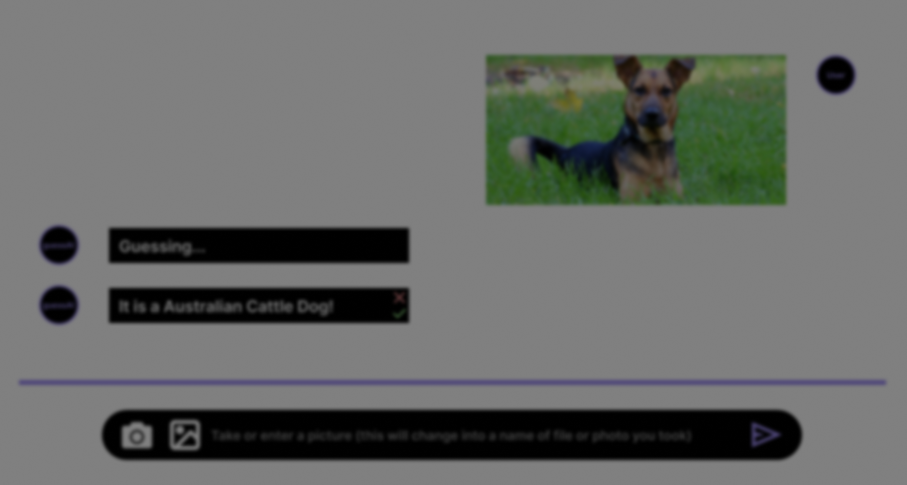 Guessing...
It is a Australian Cattle Dog!
Take or enter a picture (this will change into a name of file or photo you took)